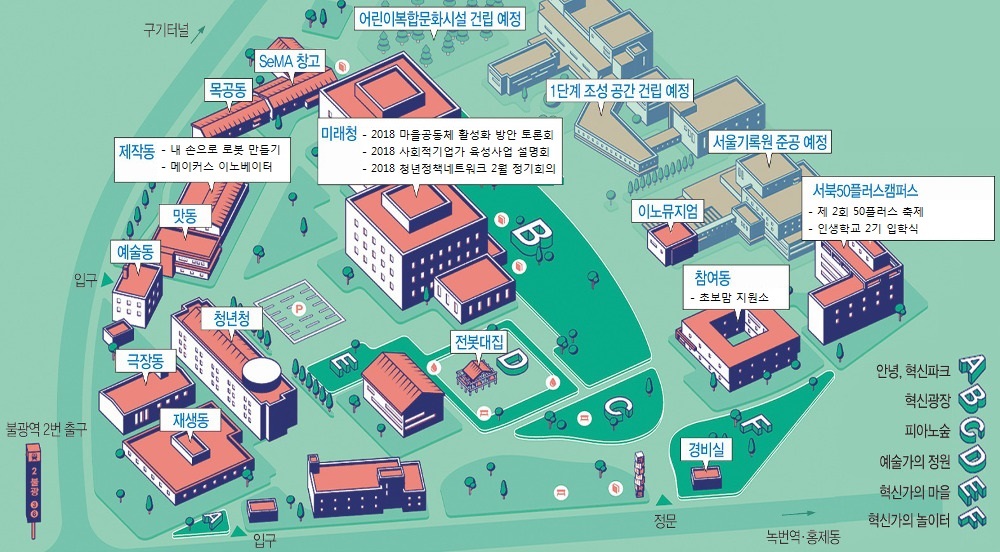 구기터널
어린이복합문화시설 건립 예정
SeMA 창고
목공동
1단계 조성 공간 건립 예정
제작동
- 내 손으로 로봇 만들기
- 메이커스 이노베이터
미래청
- 2018 마을공동체 활성화 방안 토론회
- 2018 사회적기업가 육성사업 설명회
- 2018 청년정책네트워크 2월 정기회의
서울기록원 준공 예정
서북50플러스캠퍼스
- 제 2회 50플러스 축제
- 인생학교 2기 입학식
이노뮤지엄
맛동
예술동
입구
B
참여동
- 초보맘 지원소
P
청년청
전봇대집
E
D
극장동
C
F
재생동
경비실
불광역 2번 출구
2
불광
3
6
A
입구
정문
녹번역·홍제동
안녕, 혁신파크 A
혁신광장 B
피아노숲 C
예술가의 정원 D
혁신가의 마을 E
혁신가의 놀이터 F